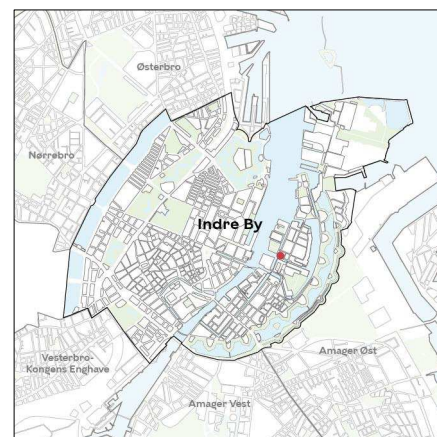 Østerbro
Nørrebro
Indre By
Vesterbro-
Kongens Enghave
Amager Øst
Amager Vest